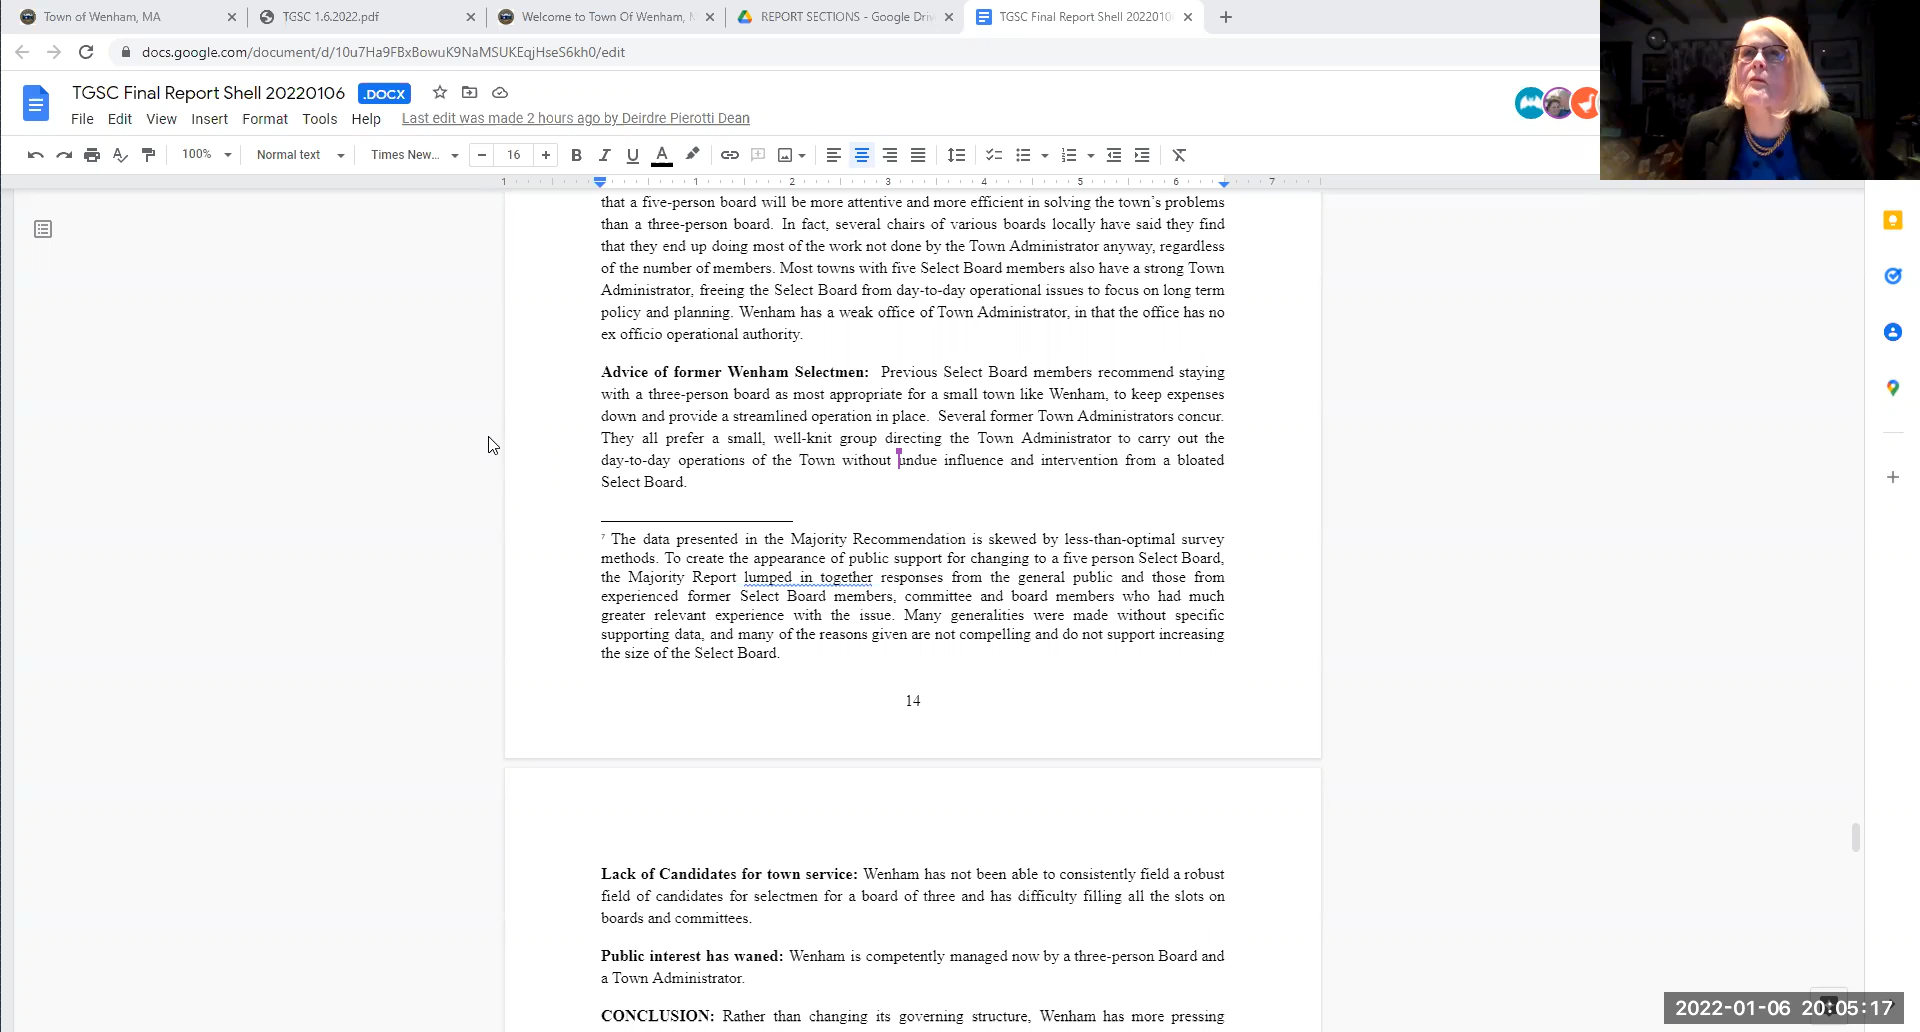 Town of Wenham, MA
TGSC 1.6.2022.pdf
Welcome to Town Of Wenham,
REPORT SECTIONS - Google Dri
TGSC Final Report Shell 2022010
docs.google.com/document/d/10u7Ha9FBxBowuK9NaMSUKEqjHseS6kh0/edit
TGSC Final Report Shell 20220106 .DOCX
File Edit View Insert Format Tools Help Last edit was made 2 hours ago by Deirdre Pierotti Dean
100% Normal text Times New... 16
1 1 2 3 4 5 6 7
that a five-person board will be more attentive and more efficient in solving the town's problems
than a three-person board. In fact, several chairs of various boards locally have said they find
that they end up doing most of the work not done by the Town Administrator anyway, regardless
of the number of members. Most towns with five Select Board members also have a strong Town
Administrator, freeing the Select Board from day-to-day operational issues to focus on long term
policy and planning. Wenham has a weak office of Town Administrator, in that the office has no
ex officio operational authority.
Advice of former Wenham Selectmen: Previous Select Board members recommend staying
with a three-person board as most appropriate for a small town like Wenham, to keep expenses
down and provide a streamlined operation in place. Several former Town Administrators concur.
They all prefer a small, well-knit group directing the Town Administrator to carry out the
day-to-day operations of the Town without undue influence and intervention from a bloated
Select Board.
7 The data presented in the Majority Recommendation is skewed by less-than-optimal survey
methods. To create the appearance of public support for changing to a five person Select Board,
the Majority Report lumped in together responses from the general public and those from
experienced former Select Board members, committee and board members who had much
greater relevant experience with the issue. Many generalities were made without specific
supporting data, and many of the reasons given are not compelling and do not support increasing
the size of the Select Board.
14
Lack of Candidates for town service: Wenham has not been able to consistently field a robust
field of candidates for selectmen for a board of three and has difficulty filling all the slots on
boards and committees.
Public interest has waned: Wenham is competently managed now by a three-person Board and
a Town Administrator.
CONCLUSION: Rather than changing its governing structure, Wenham has more pressing
2022-01-06 20:05:17